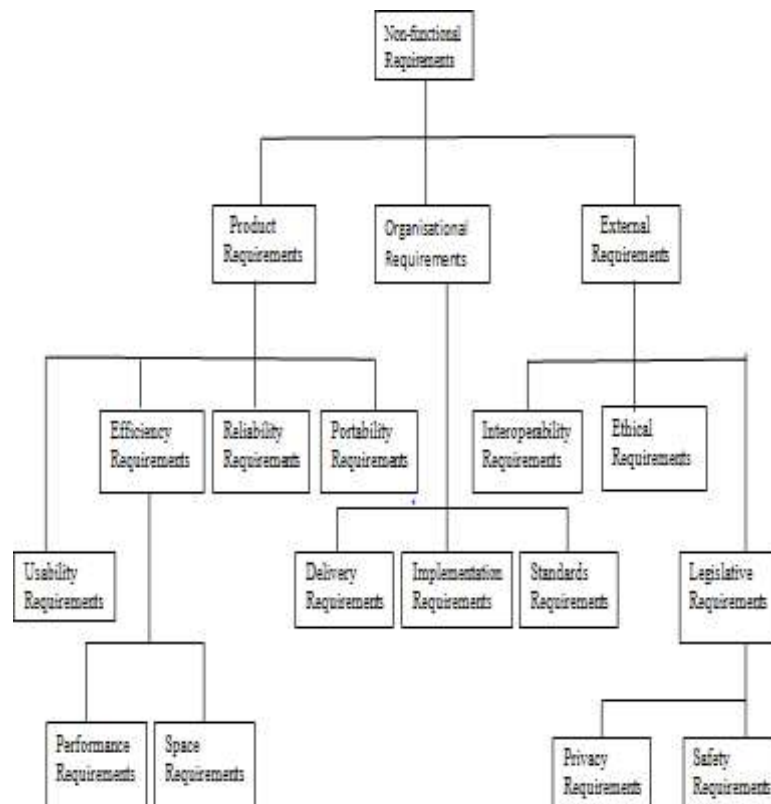 Non-functional
Requirements
Product
Requirements
Organisational
Requirements
External
Requirements
Efficiency
Requirements
Reliability
Requirements
Portability
Requirements
Interoperability
Requirements
Ethical
Requirements
Usability
Requirements
Delivery
Requirements
Implementation
Requirements
Standards
Requirements
Legislative
Requirements
Performance
Requirements
Space
Requirements
Privacy
Requirements
Safety
Requirements